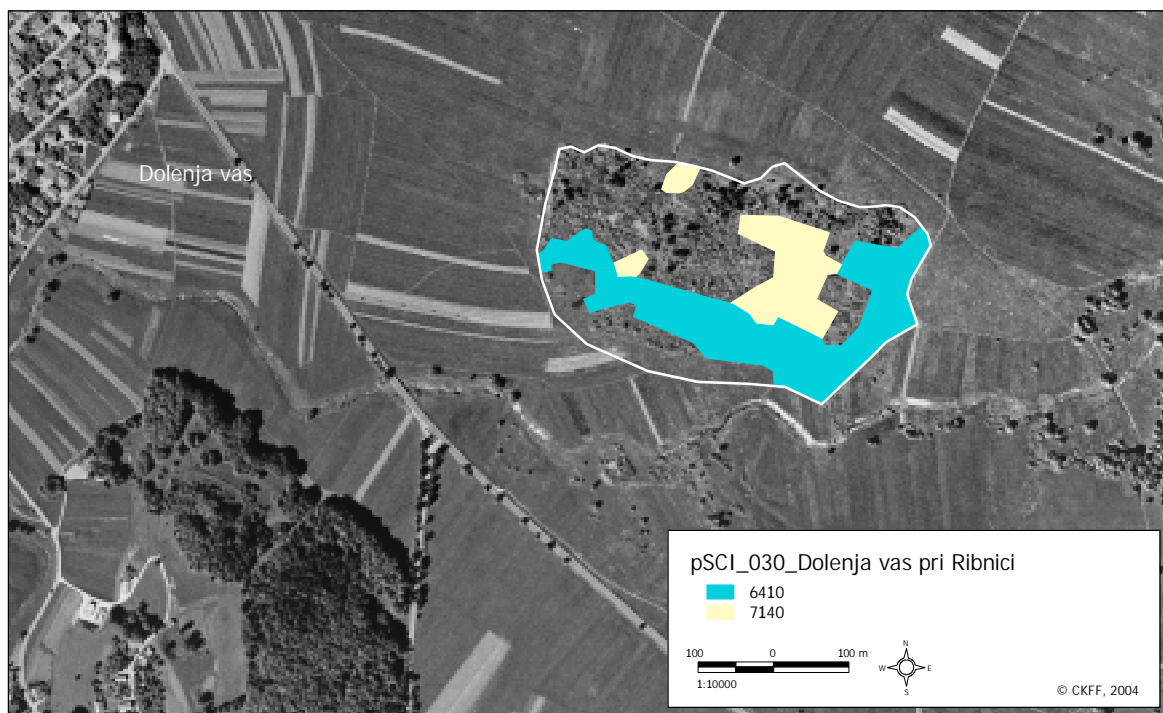 Dolenja vas
pSCI_030_Dolenja vas pri Ribnici
6410
7140
100 0 100 m
1:10000
N
W E
S
© CKFF, 2004